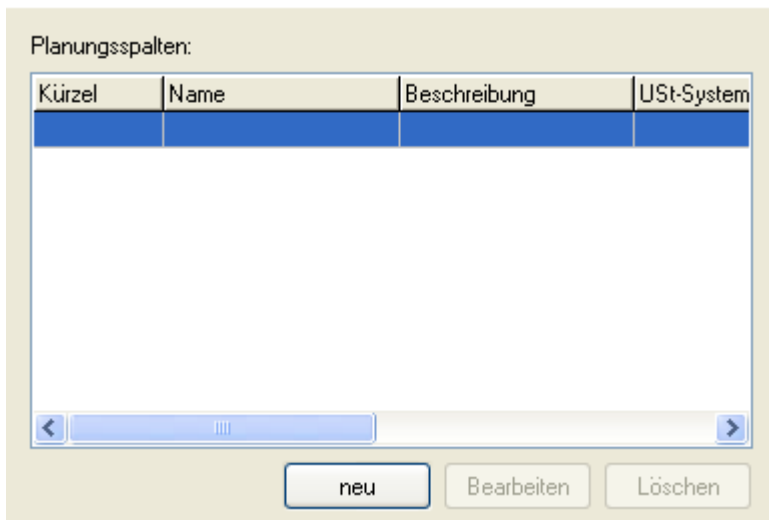 Planungsspalten:
Kürzel Name Beschreibung USt-System
neu Bearbeiten Löschen